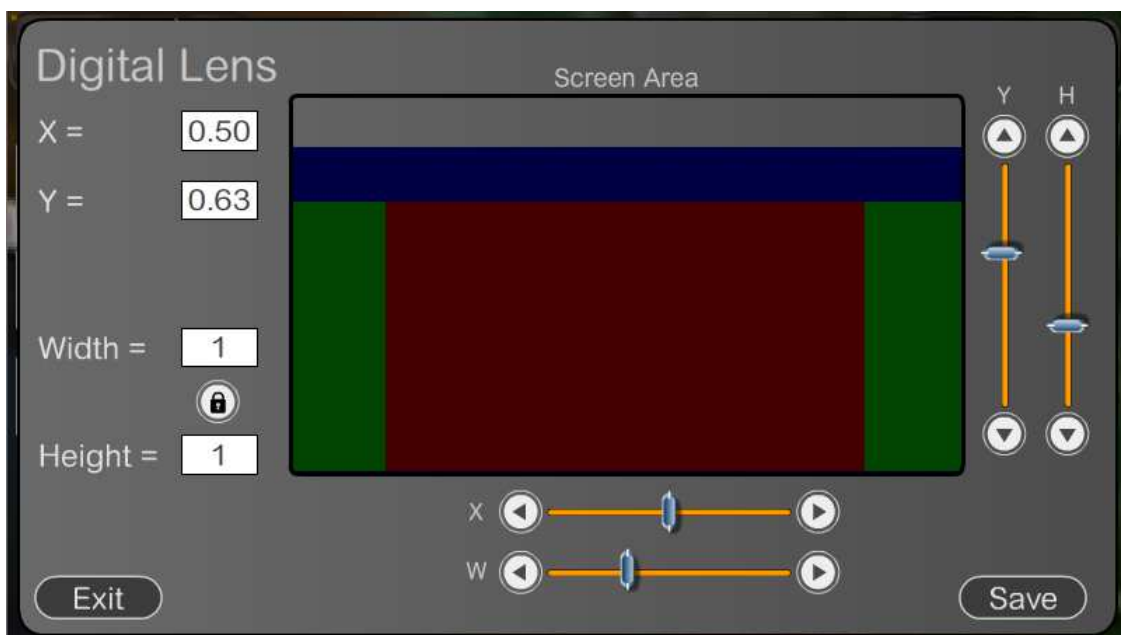 Digital Lens
Screen Area
Y H
X = 0.50
Y = 0.63
Width = 1
Height = 1
X
W
Exit
Save